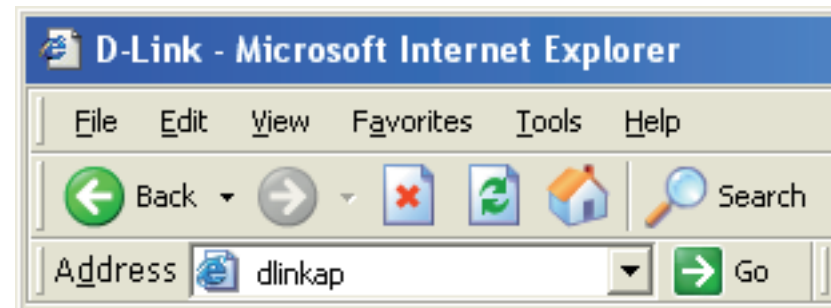 D-Link - Microsoft Internet Explorer
File Edit View Favorites Tools Help
Back Search
Address dlinkap Go